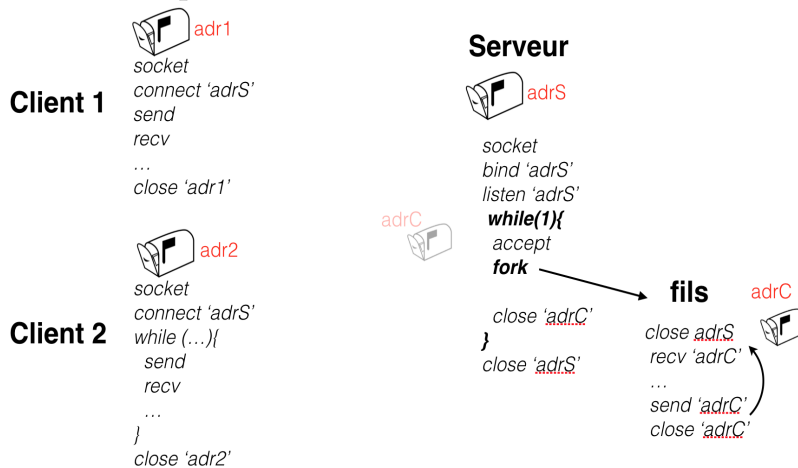 adr1
Client 1
socket
connect ‘adrS’
send
recv
…
close ‘adr1’
adr2
Client 2
socket
connect ‘adrS’
while (…){
send
recv
…
}
close ‘adr2’
Serveur
adrS
socket
bind ‘adrS’
listen ‘adrS’
while(1){
accept
fork
close ‘adrC’
}
close ‘adrS’
adrC
fils
adrC
close adrS
recv ‘adrC’
…
send ‘adrC’
close ‘adrC’